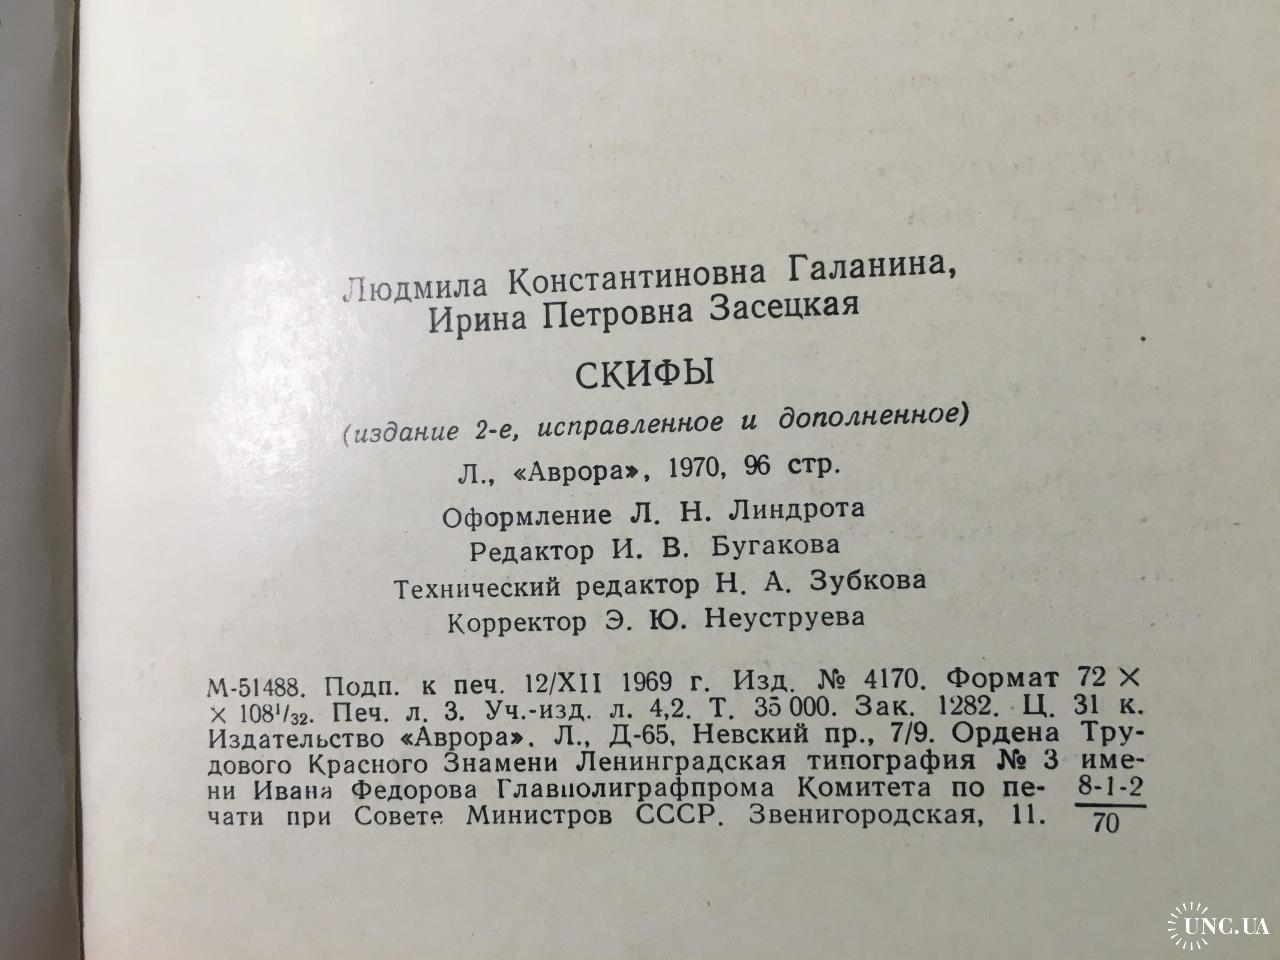 Людмила Константиновна Галанина,
Ирина Петровна Засецкая
СКИФЫ
(издание 2-е, исправленное и дополненное)
Л., «Аврора», 1970, 96 стр.
Оформление Л. Н. Линдрота
Редактор И. В. Бугакова
Технический редактор Н. А. Зубкова
Корректор Э. Ю. Неуструева
М-51488. Подп. к печ. 12/XII 1969 г. Изд. № 4170. Формат 72 ×
× 108¹/₃₂. Печ. л. 3. Уч.-изд. л. 4,2. Т. 35 000. Зак. 1282. Ц. 31 к.
Издательство «Аврора». Л., Д-65, Невский пр., 7/9. Ордена Тру-
дового Красного Знамени Ленинградская типография № 3 име-
ни Ивана Федорова Главполиграфпрома Комитета по пе-
чати при Совете Министров СССР. Звенигородская, 11.
8-1-2
70
UNC.UA